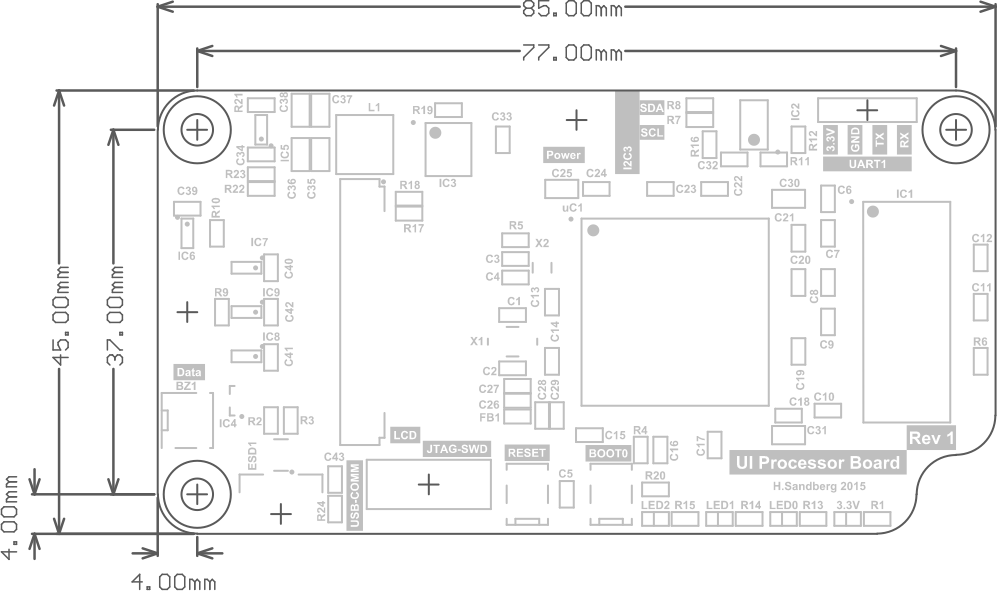 85.00mm
77.00mm
R21
C38
C37
L1
R19
C33
SDA
R8
IC2
SCL
R7
R16
R12
3.3V
GND
TX
RX
UART1
C34
IC5
Power
I2C3
C32
R11
R23
R22
C36
C35
IC3
C25
C24
C23
C22
C30
C6
IC1
C39
R10
R18
R17
uC1
C21
C7
IC6
IC7
C40
R5
X2
C3
C4
C20
C12
45.00mm
37.00mm
R9
IC9
C42
C1
C13
C8
C11
IC8
C41
X1
C14
C9
R6
Data
BZ1
C2
C19
C27
C28
C29
C26
FB1
C18
C10
IC4
R2
R3
LCD
C15
R4
C16
C17
C31
Rev 1
ESD1
C43
JTAG-SWD
RESET
BOOT0
UI Processor Board
H.Sandberg 2015
USB-COMM
R24
C5
R20
LED2
R15
LED1
R14
LED0
R13
3.3V
R1
4.00mm
4.00mm